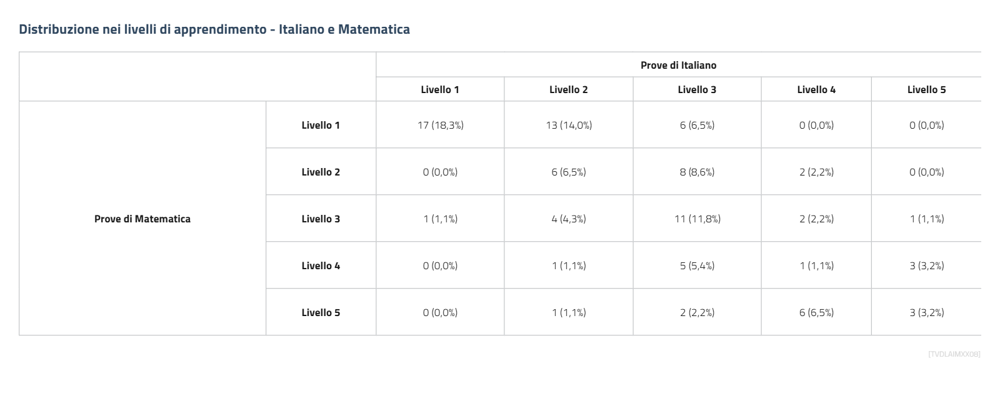 Distribuzione nei livelli di apprendimento - Italiano e Matematica
Prove di Italiano
Livello 1 Livello 2 Livello 3 Livello 4 Livello 5
Livello 1 17 (18,3%) 13 (14,0%) 6 (6,5%) 0 (0,0%) 0 (0,0%)
Livello 2 0 (0,0%) 6 (6,5%) 8 (8,6%) 2 (2,2%) 0 (0,0%)
Prove di Matematica Livello 3 1 (1,1%) 4 (4,3%) 11 (11,8%) 2 (2,2%) 1 (1,1%)
Livello 4 0 (0,0%) 1 (1,1%) 5 (5,4%) 1 (1,1%) 3 (3,2%)
Livello 5 0 (0,0%) 1 (1,1%) 2 (2,2%) 6 (6,5%) 3 (3,2%)
[TVDLAIMXX08]